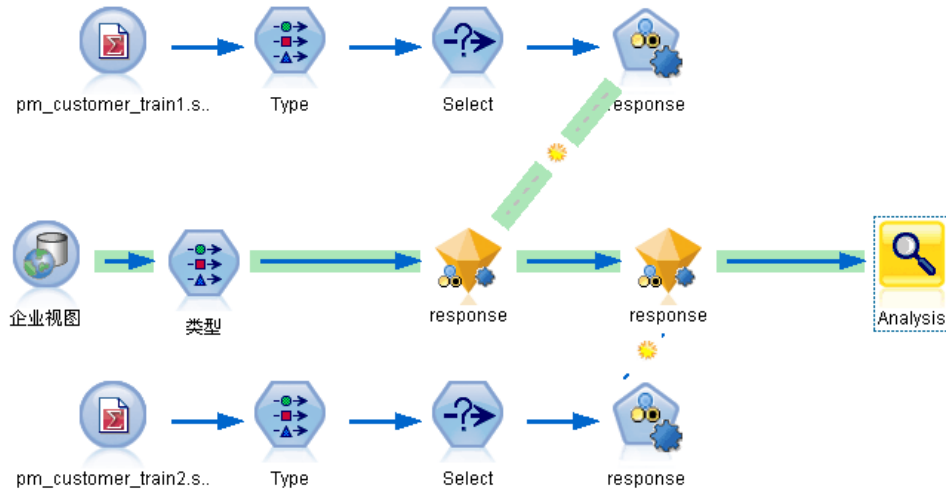 pm_customer_train1.s..
Type
Select
response
企业视图
类型
response
response
Analysis
pm_customer_train2.s..
Type
Select
response